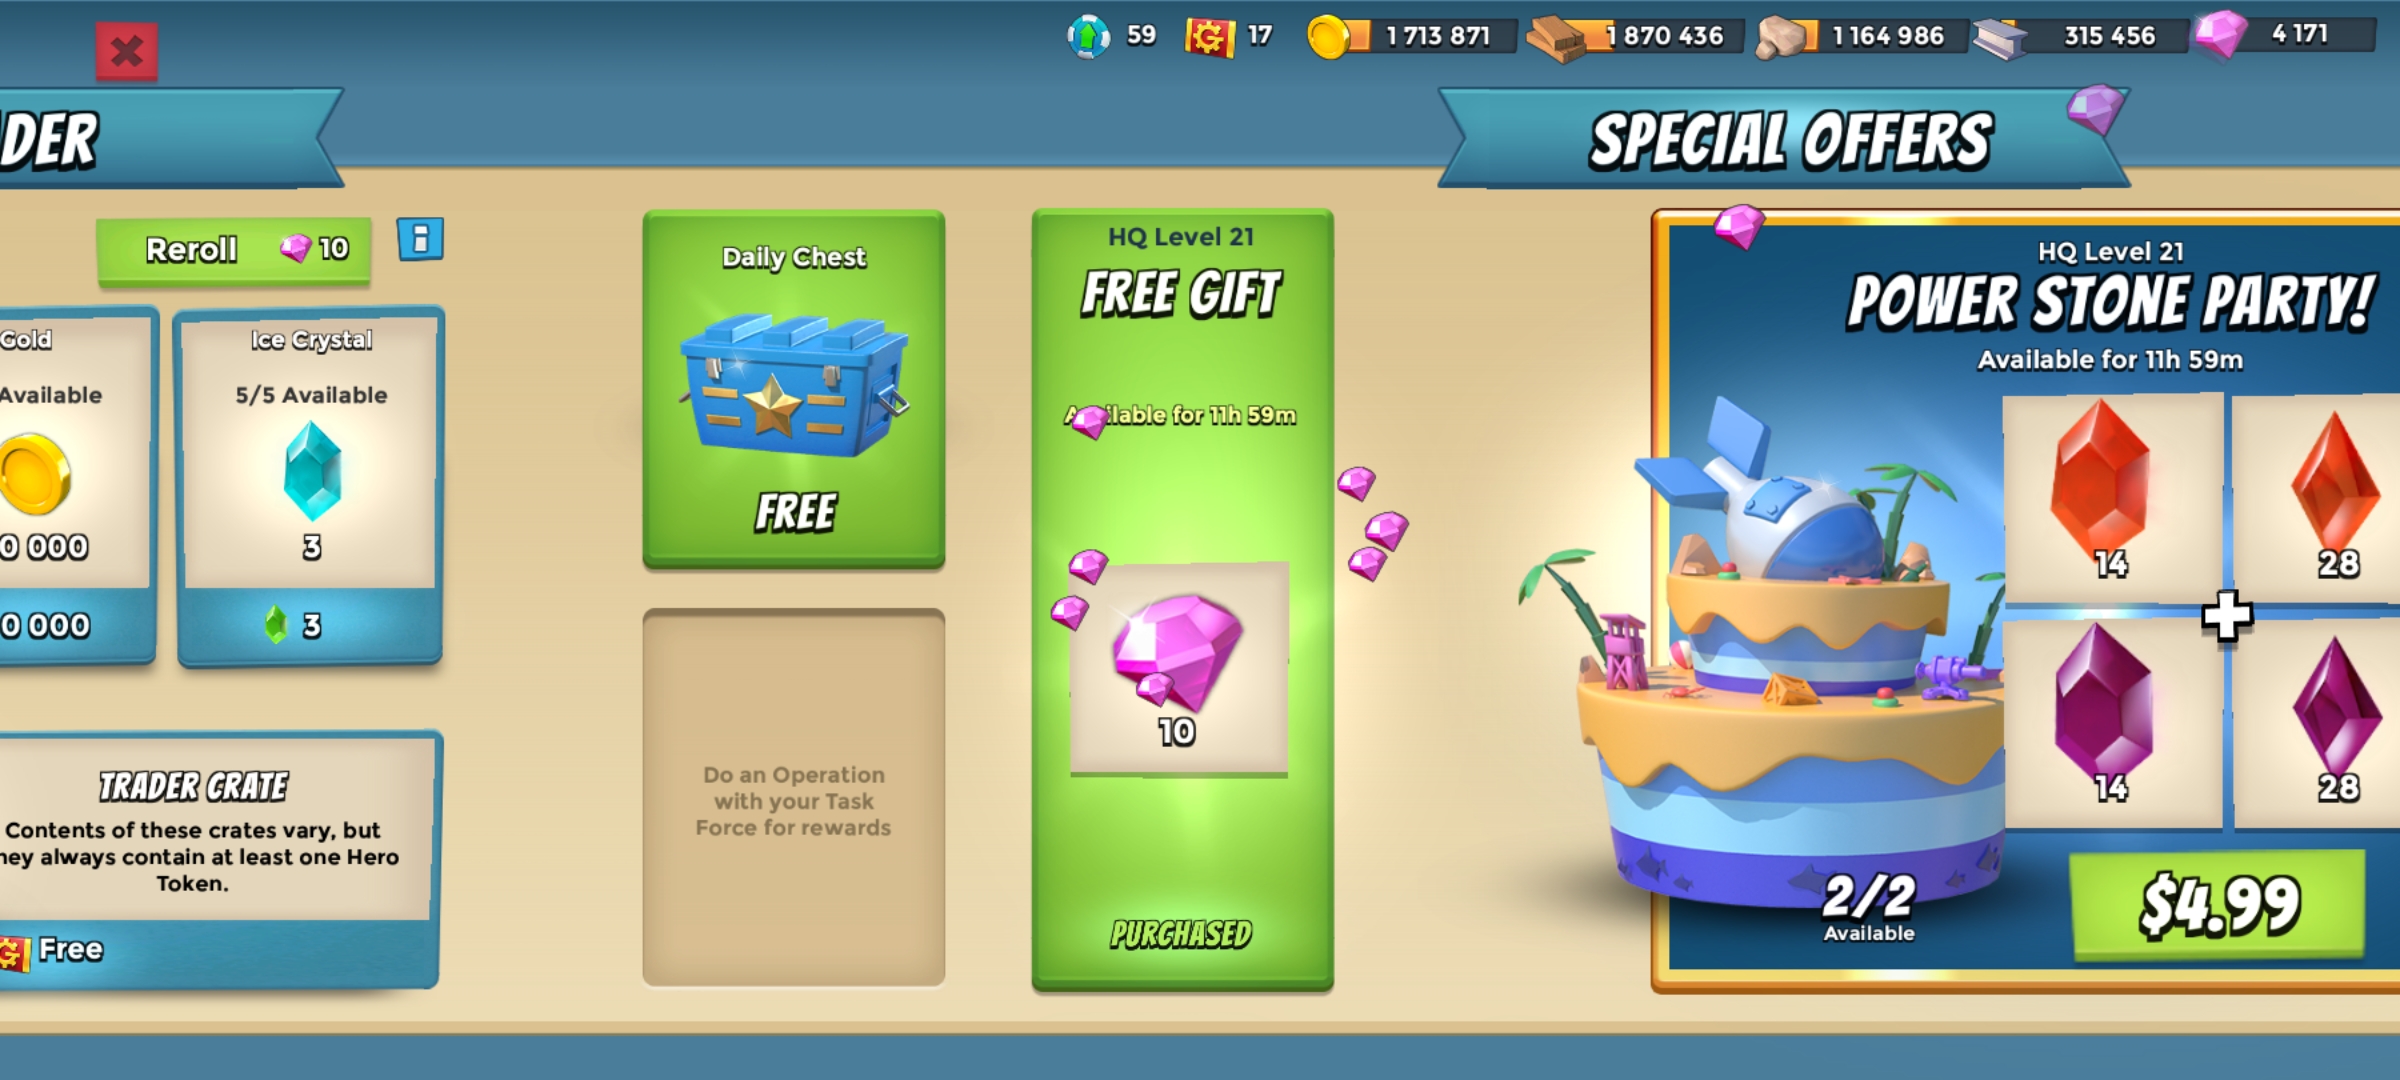 59
17
1 713 871
1 870 436
1 164 986
315 456
4 171
DER
SPECIAL OFFERS
Reroll 10
Gold
Available
0 000
0 000
Ice Crystal
5/5 Available
3
3
TRADER CRATE
Contents of these crates vary, but
hey always contain at least one Hero
Token.
Free
Daily Chest
FREE
Do an Operation
with your Task
Force for rewards
HQ Level 21
FREE GIFT
for 11h 59m
10
PURCHASED
HQ Level 21
POWER STONE PARTY!
Available for 11h 59m
14
28
14
28
2/2
Available
$4.99